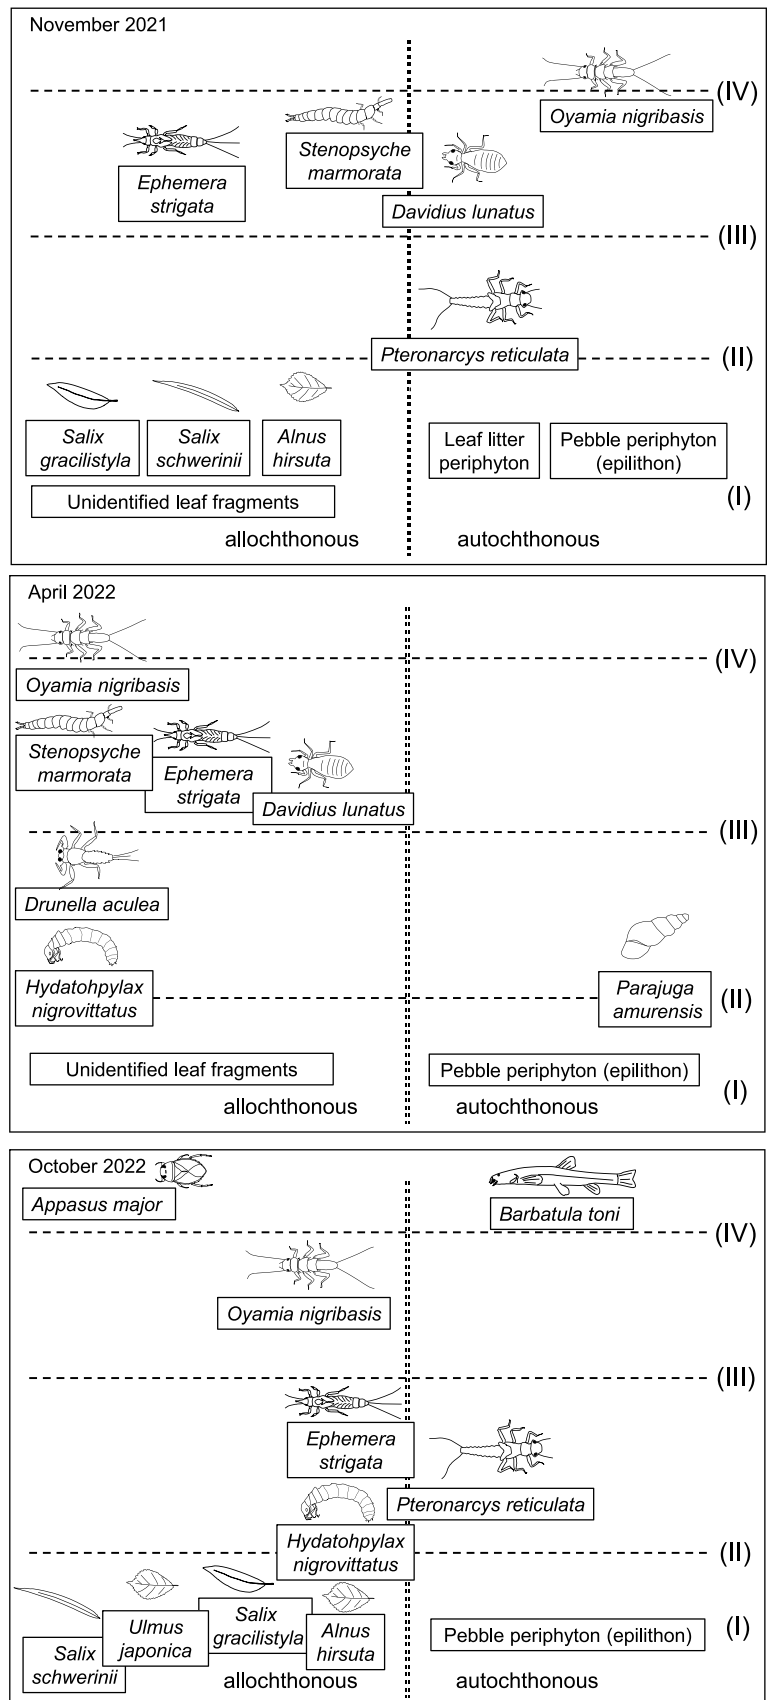 November 2021
(IV)
Oyamia nigribasis
Stenopsyche
marmorata
Ephemera
strigata
Davidius lunatus
(III)
Pteronarcys reticulata
(II)
Salix
gracilistyla
Salix
schwerinii
Alnus
hirsuta
Leaf litter
periphyton
Pebble periphyton
(epilithon)
Unidentified leaf fragments
(I)
allochthonous
autochthonous
April 2022
(IV)
Oyamia nigribasis
Stenopsyche
marmorata
Ephemera
strigata
Davidius lunatus
(III)
Drunella aculea
Hydatohpylax
nigrovittatus
Parajuga
amurensis
(II)
Unidentified leaf fragments
Pebble periphyton (epilithon)
(I)
allochthonous
autochthonous
October 2022
Appasus major
Barbatula toni
(IV)
Oyamia nigribasis
(III)
Ephemera
strigata
Pteronarcys reticulata
Hydatohpylax
nigrovittatus
(II)
Salix
schwerinii
Ulmus
japonica
Salix
gracilistyla
Alnus
hirsuta
Pebble periphyton (epilithon)
(I)
allochthonous
autochthonous